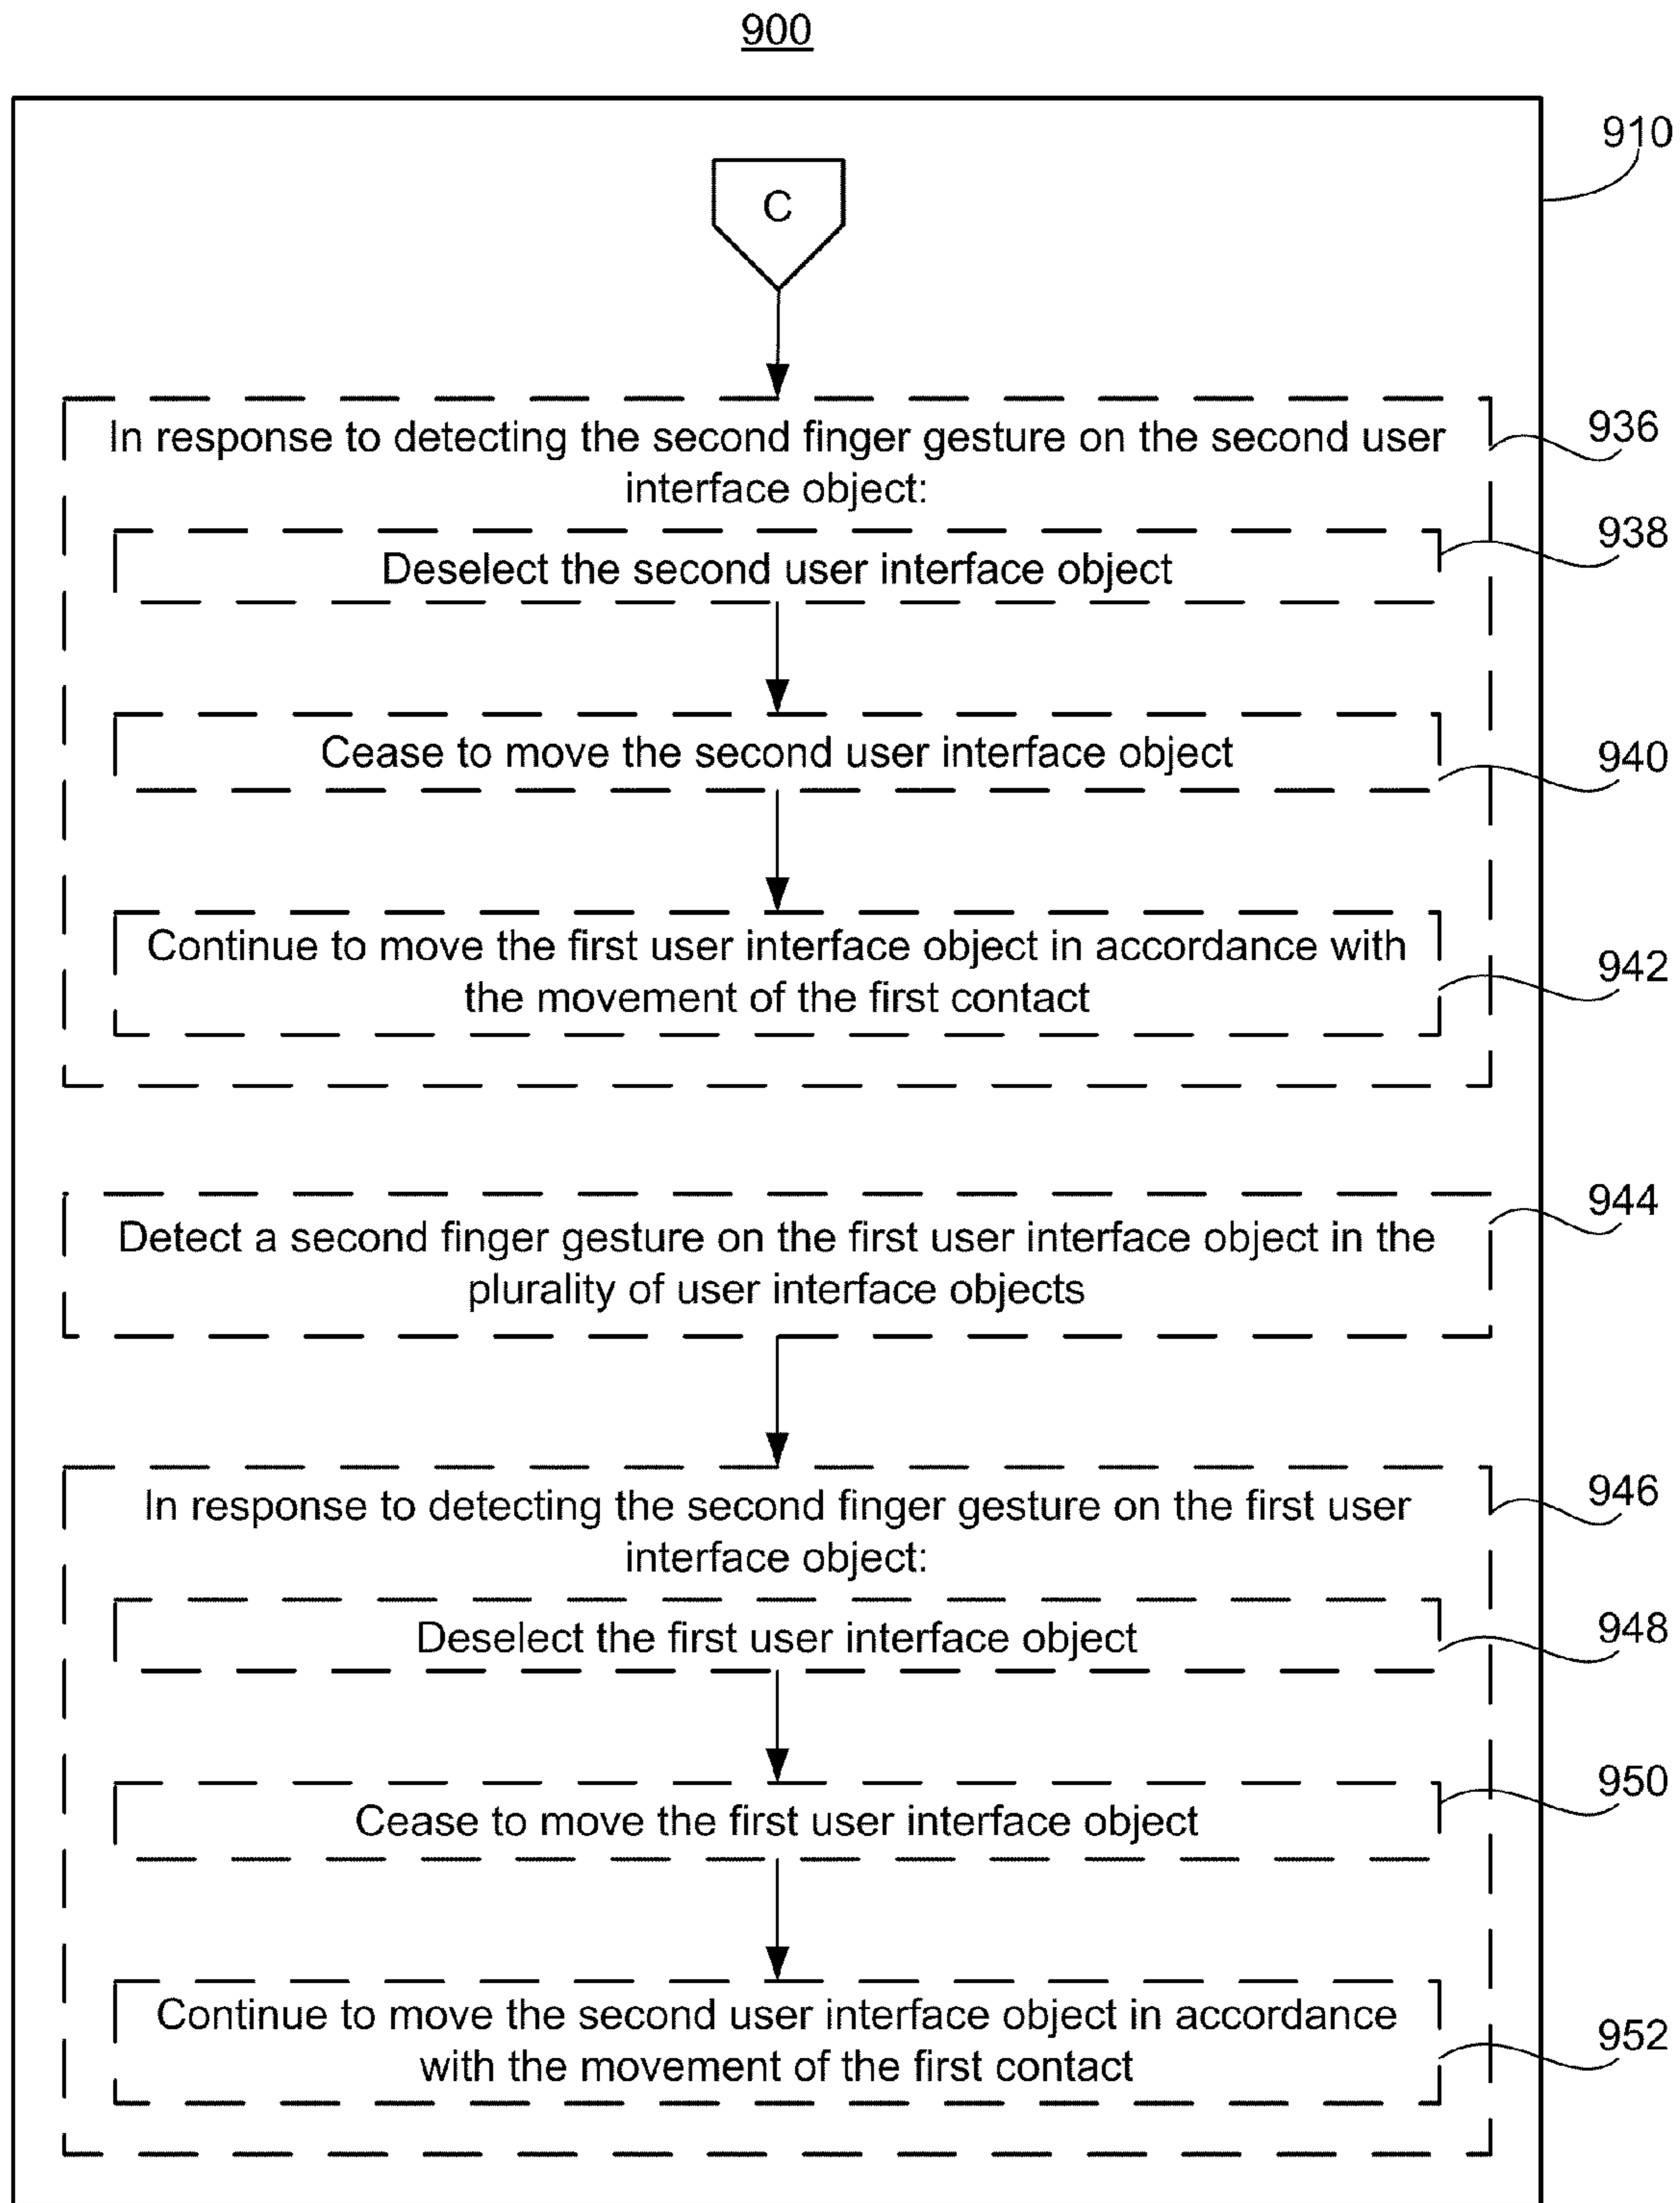 900
910
C
In response to detecting the second finger gesture on the second user
interface object:
936
Deselect the second user interface object
938
Cease to move the second user interface object
940
Continue to move the first user interface object in accordance with
the movement of the first contact
942
Detect a second finger gesture on the first user interface object in the
plurality of user interface objects
944
In response to detecting the second finger gesture on the first user
interface object:
946
Deselect the first user interface object
948
Cease to move the first user interface object
950
Continue to move the second user interface object in accordance
with the movement of the first contact
952